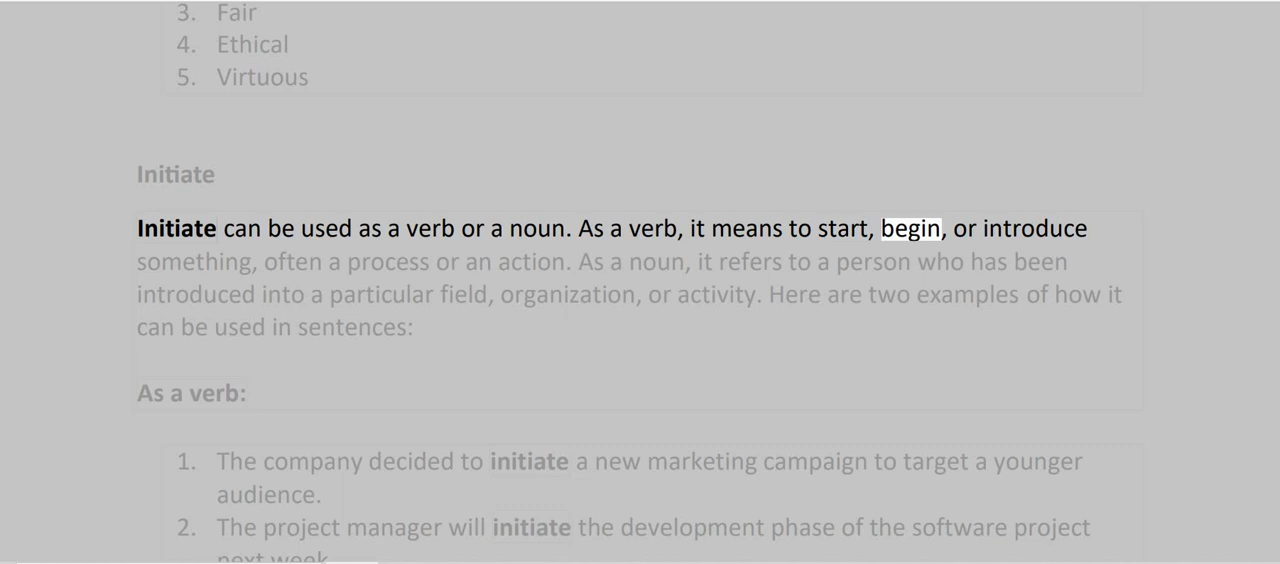 3. Fair
4. Ethical
5. Virtuous
Initiate
Initiate can be used as a verb or a noun. As a verb, it means to start, begin, or introduce
something, often a process or an action. As a noun, it refers to a person who has been
introduced into a particular field, organization, or activity. Here are two examples of how it
can be used in sentences:
As a verb:
1. The company decided to initiate a new marketing campaign to target a younger
audience.
2. The project manager will initiate the development phase of the software project
next week